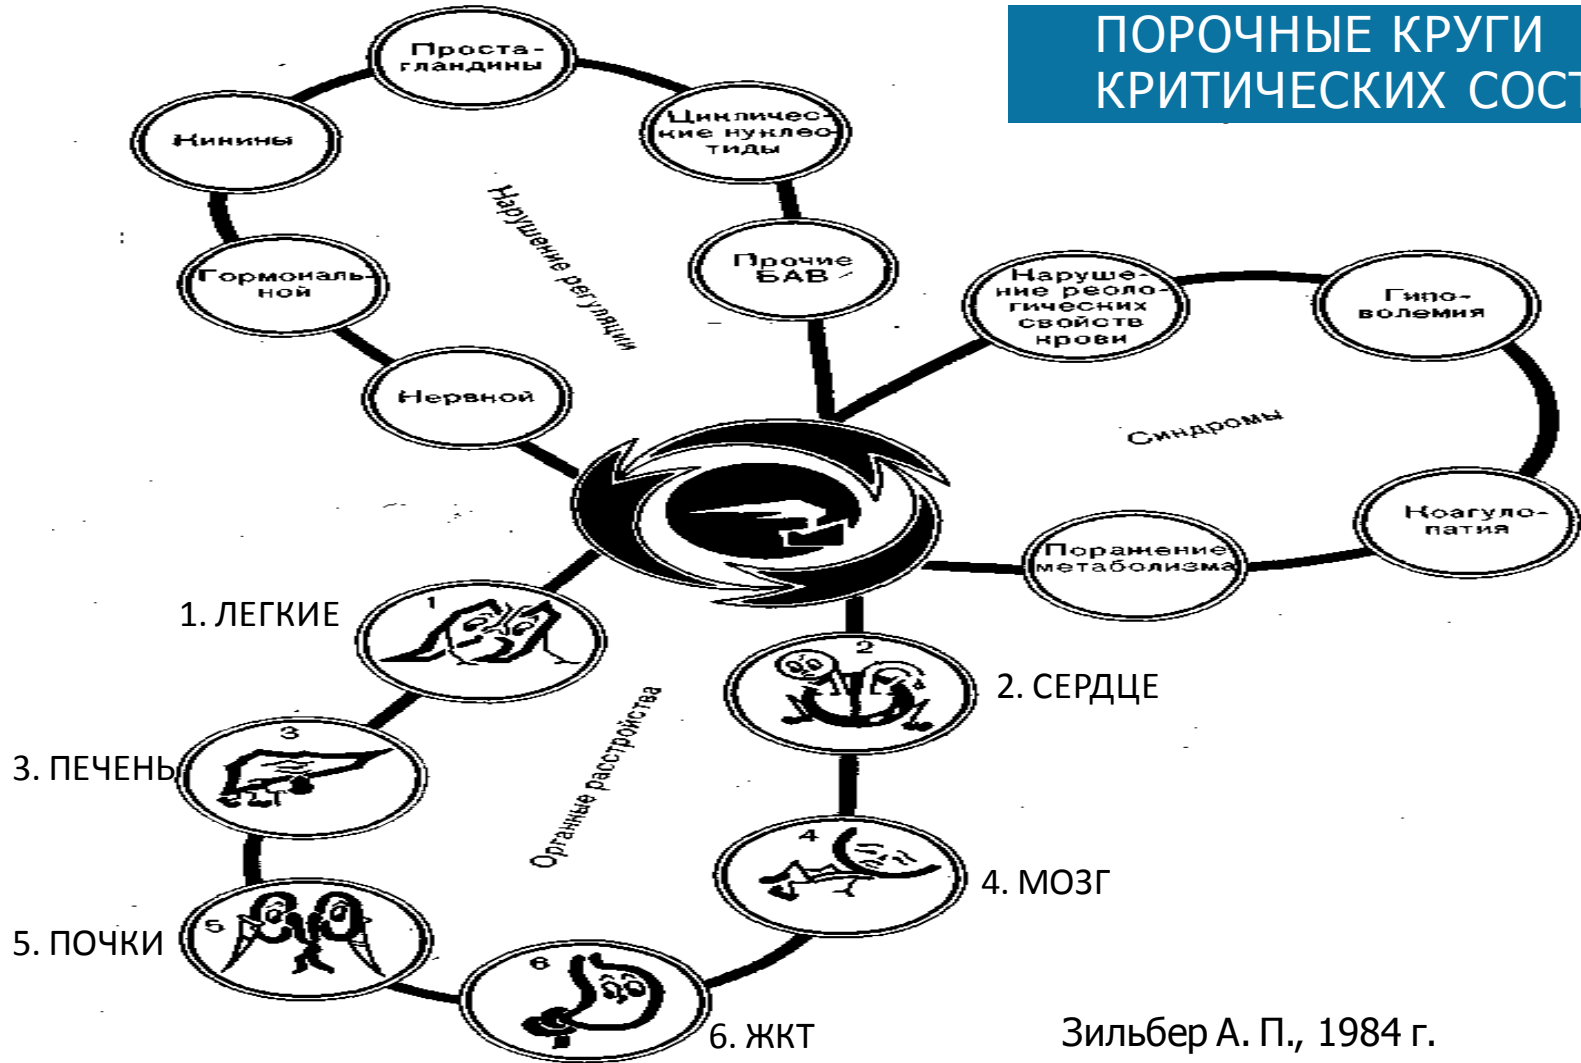 ПОРОЧНЫЕ КРУГИ
КРИТИЧЕСКИХ СОСТ
Проста-
гландины
Кинины
Цикличес-
кие нуклео-
тиды
Гормональ-
ной
Прочие
БАВ
Нервной
Нарушение регуляции
Наруше-
ние реоло-
гических
свойств
крови
Гипо-
волемия
Синдромы
Коагуло-
патия
Поражение
метаболизма
1. ЛЕГКИЕ
1
2
2. СЕРДЦЕ
Органные расстройства
3. ПЕЧЕНЬ
3
4
4. МОЗГ
5. ПОЧКИ
5
6
6. ЖКТ
Зильбер А. П., 1984 г.